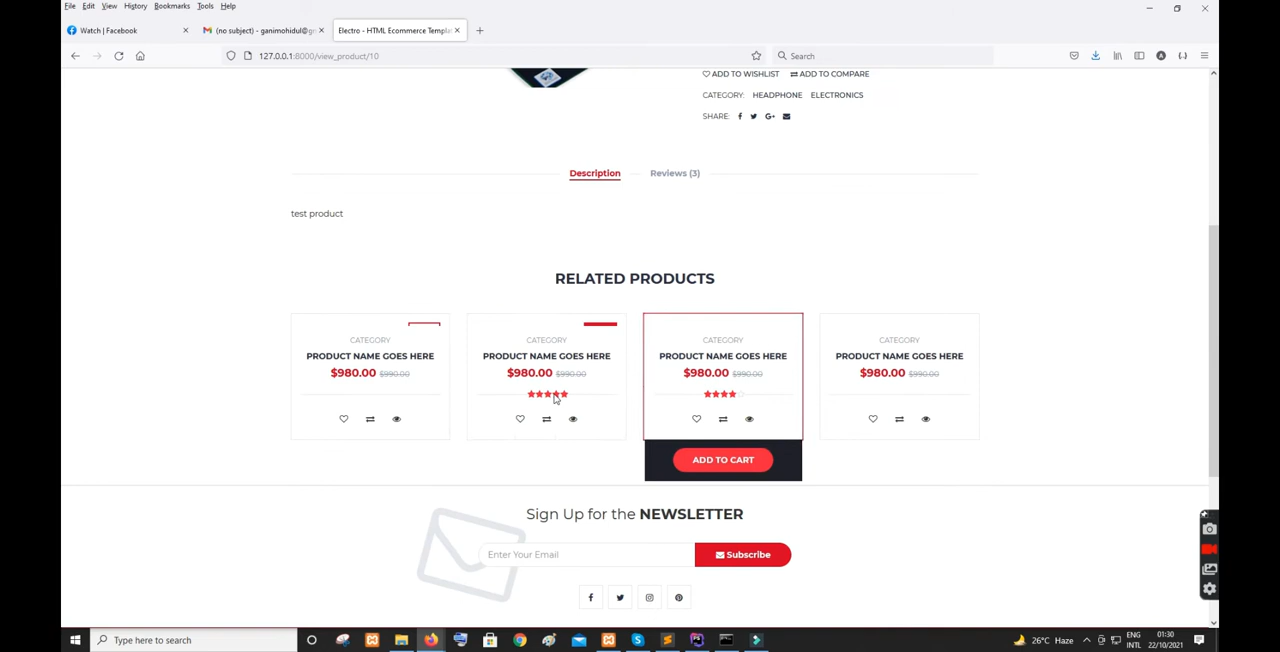 File Edit View History Bookmarks Tools Help
Watch | Facebook
(no subject) - ganimohidul@gm
Electro - HTML Ecommerce Templat
127.0.0.1:8000/view_product/10
Search
ADD TO WISHLIST ADD TO COMPARE
CATEGORY: HEADPHONE ELECTRONICS
SHARE:
Description Reviews (3)
test product
RELATED PRODUCTS
CATEGORY CATEGORY CATEGORY CATEGORY
PRODUCT NAME GOES HERE PRODUCT NAME GOES HERE PRODUCT NAME GOES HERE PRODUCT NAME GOES HERE
$980.00 $990.00 $980.00 $990.00 $980.00 $990.00 $980.00 $990.00
ADD TO CART
Sign Up for the NEWSLETTER
Enter Your Email Subscribe
Type here to search
26°C Haze
ENG 01:30
INTL 22/10/2021